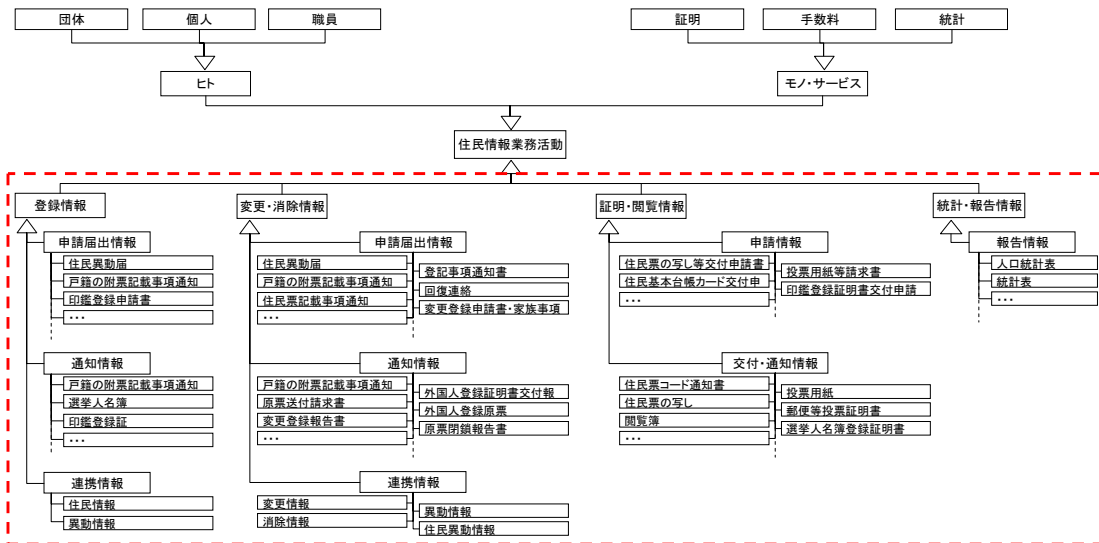 団体
個人
職員
証明
手数料
統計
ヒト
モノ・サービス
住民情報業務活動
登録情報
申請届出情報
住民異動届
戸籍の附票記載事項通知
印鑑登録申請書
・・・
通知情報
戸籍の附票記載事項通知
選挙人名簿
印鑑登録証
・・・
連携情報
住民情報
異動情報
変更・消除情報
申請届出情報
住民異動届
戸籍の附票記載事項通知
住民票記載事項通知
・・・
登記事項通知書
回復連絡
変更登録申請書・家族事項
通知情報
戸籍の附票記載事項通知
原票送付請求書
変更登録報告書
・・・
外国人登録証明書交付報
外国人登録原票
原票閉鎖報告書
連携情報
変更情報
消除情報
異動情報
住民異動情報
証明・閲覧情報
申請情報
住民票の写し等交付申請書
住民基本台帳カード交付申
・・・
投票用紙等請求書
印鑑登録証明書交付申請
交付・通知情報
住民票コード通知書
住民票の写し
閲覧簿
・・・
投票用紙
郵便等投票証明書
選挙人名簿登録証明書
統計・報告情報
報告情報
人口統計表
統計表
・・・